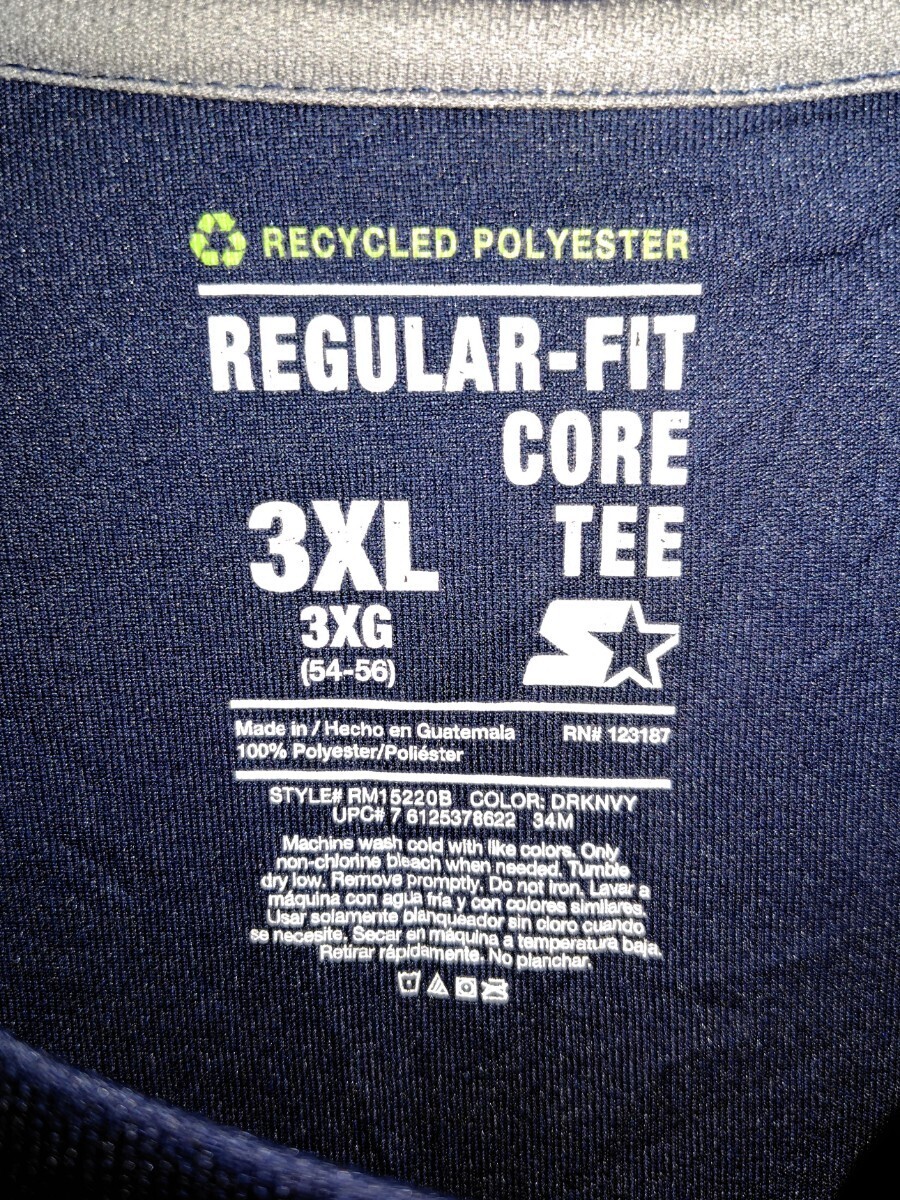 RECYCLED POLYESTER
REGULAR-FIT
CORE
TEE
3XL
3XG
(54-56)
Made in / Hecho en Guatemala RN# 123187
100% Polyester/Poliéster
STYLE# RM15220B COLOR: DRKNVY
UPC# 7 6125378622 34M
Machine wash cold with like colors. Only
non-chlorine bleach when needed. Tumble
dry low. Remove promptly. Do not iron. Lavar a
máquina con agua fría y con colores similares.
Usar solamente blanqueador sin cloro cuando
se necesite. Secar en máquina a temperatura baja.
Retirar rápidamente. No planchar.